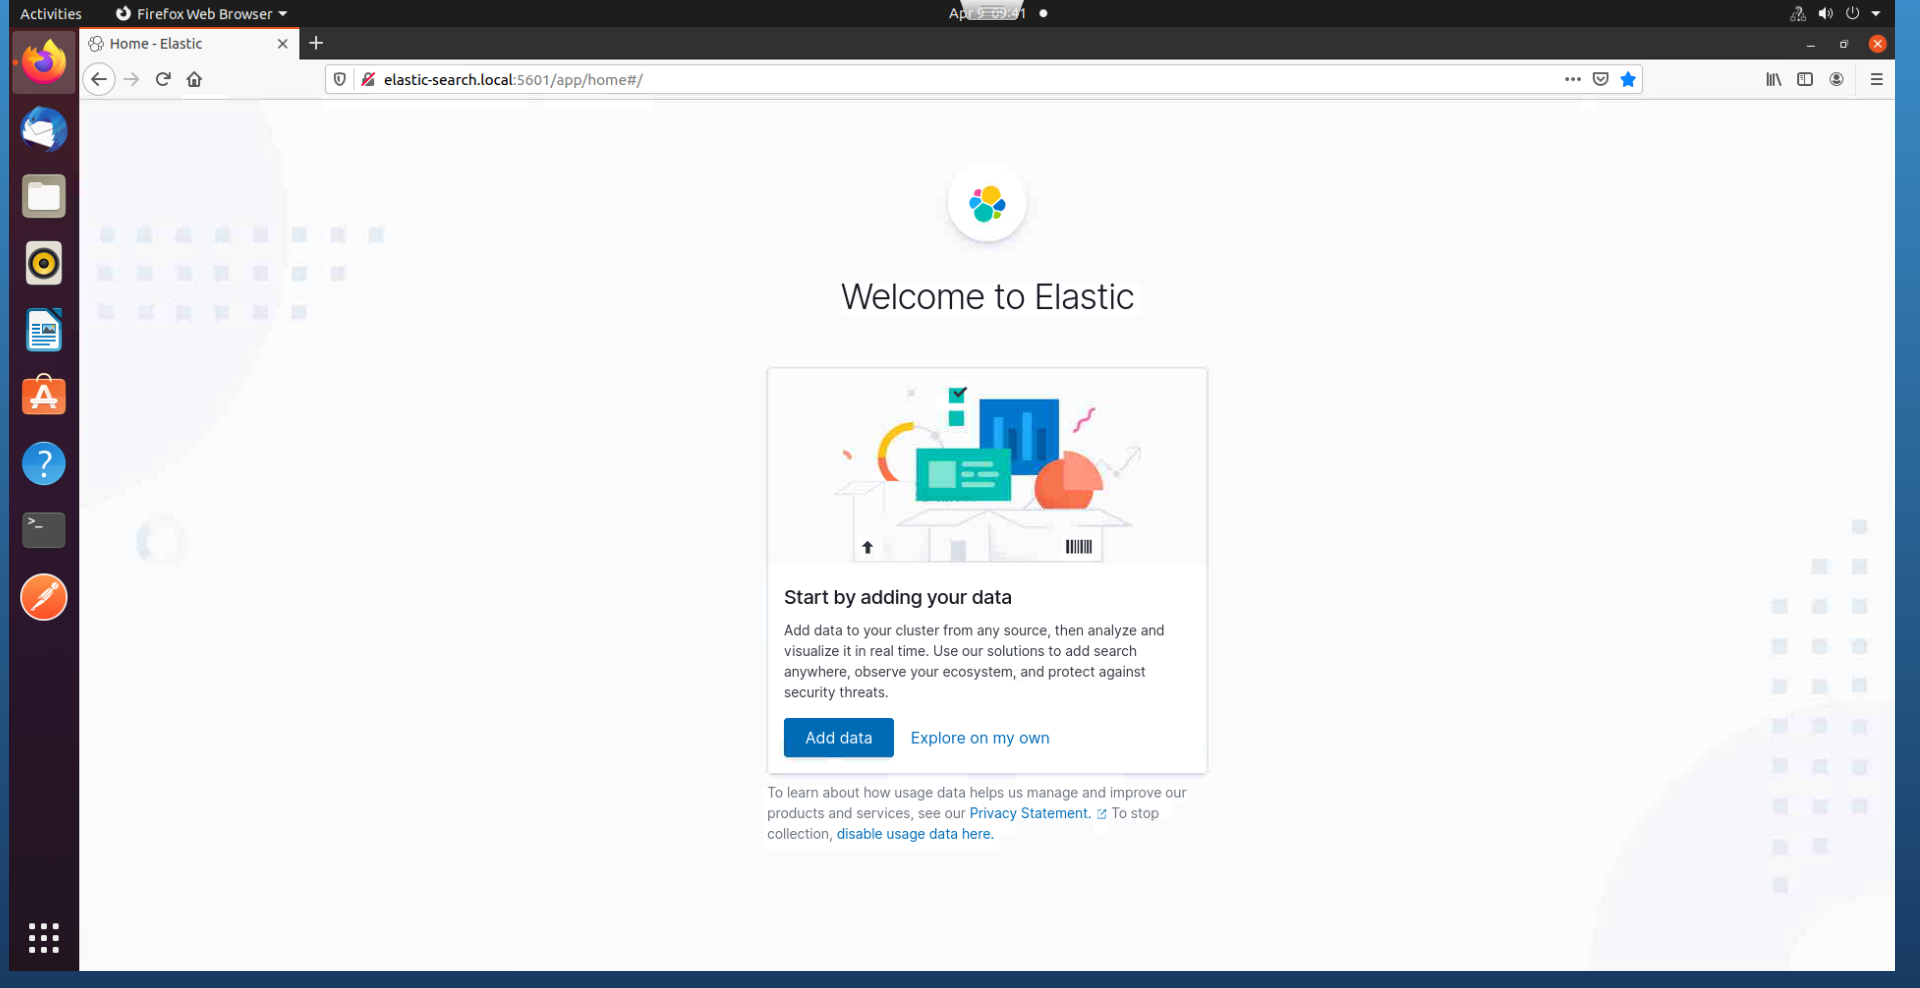 Activities
Firefox Web Browser
Apr 9 09:41
Home - Elastic
elastic-search.local:5601/app/home#/
Welcome to Elastic
Start by adding your data
Add data to your cluster from any source, then analyze and
visualize it in real time. Use our solutions to add search
anywhere, observe your ecosystem, and protect against
security threats.
Add data
Explore on my own
To learn about how usage data helps us manage and improve our
products and services, see our Privacy Statement. To stop
collection, disable usage data here.